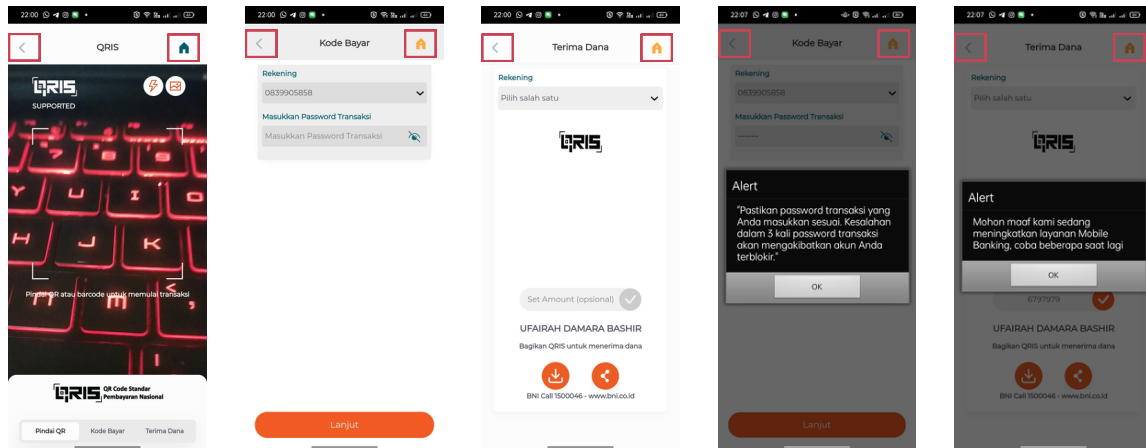 22:00
QRIS
QRIS
SUPPORTED
Y U I O
H J K
M ;
Pindai QR atau barcode untuk memulai transaksi
QRIS QR Code Standar
Pembayaran Nasional
Pindai QR Kode Bayar Terima Dana
22:00
Kode Bayar
Rekening
0839905858
Masukkan Password Transaksi
Masukkan Password Transaksi
Lanjut
22:00
Terima Dana
Rekening
Pilih salah satu
QRIS
Set Amount (opsional)
UFAIRAH DAMARA BASHIR
Bagikan QRIS untuk menerima dana
BNI Call 1500046 - www.bni.co.id
22:07
Kode Bayar
Rekening
0839905858
Masukkan Password Transaksi
Alert
"Pastikan password transaksi yang
Anda masukkan sesuai. Kesalahan
dalam 3 kali password transaksi
akan mengakibatkan akun Anda
terblokir."
OK
Lanjut
22:07
Terima Dana
Rekening
Pilih salah satu
QRIS
Alert
Mohon maaf kami sedang
meningkatkan layanan Mobile
Banking, coba beberapa saat lagi
OK
6797979
UFAIRAH DAMARA BASHIR
Bagikan QRIS untuk menerima dana
BNI Call 1500046 - www.bni.co.id